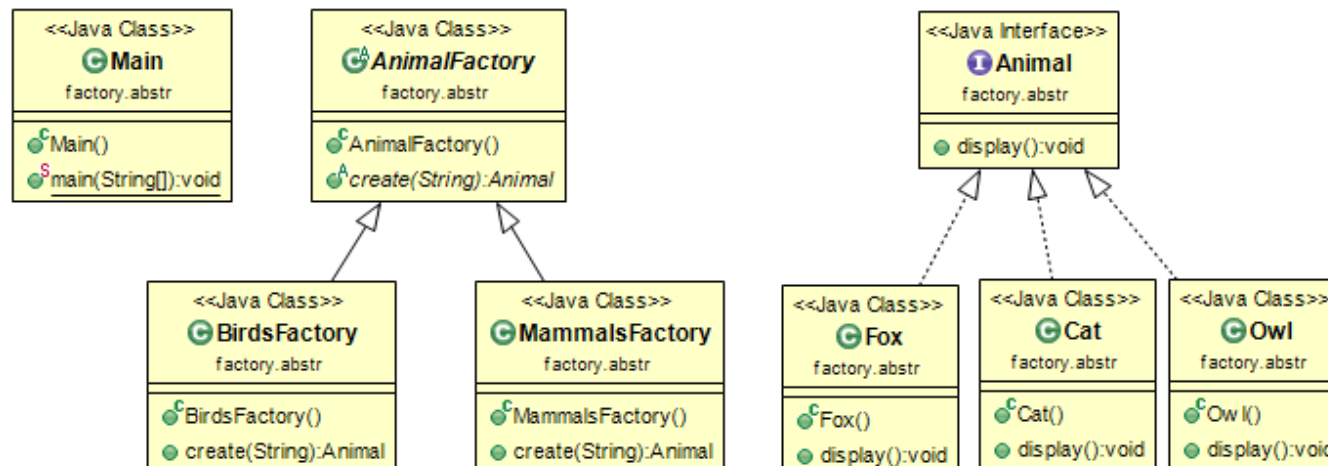 <<Java Class>>
Main
factory.abstr
Main()
main(String[]):void
<<Java Class>>
AnimalFactory
factory.abstr
AnimalFactory()
create(String):Animal
<<Java Interface>>
Animal
factory.abstr
display():void
<<Java Class>>
BirdsFactory
factory.abstr
BirdsFactory()
create(String):Animal
<<Java Class>>
MammalsFactory
factory.abstr
MammalsFactory()
create(String):Animal
<<Java Class>>
Fox
factory.abstr
Fox()
display():void
<<Java Class>>
Cat
factory.abstr
Cat()
display():void
<<Java Class>>
Owl
factory.abstr
Owl()
display():void